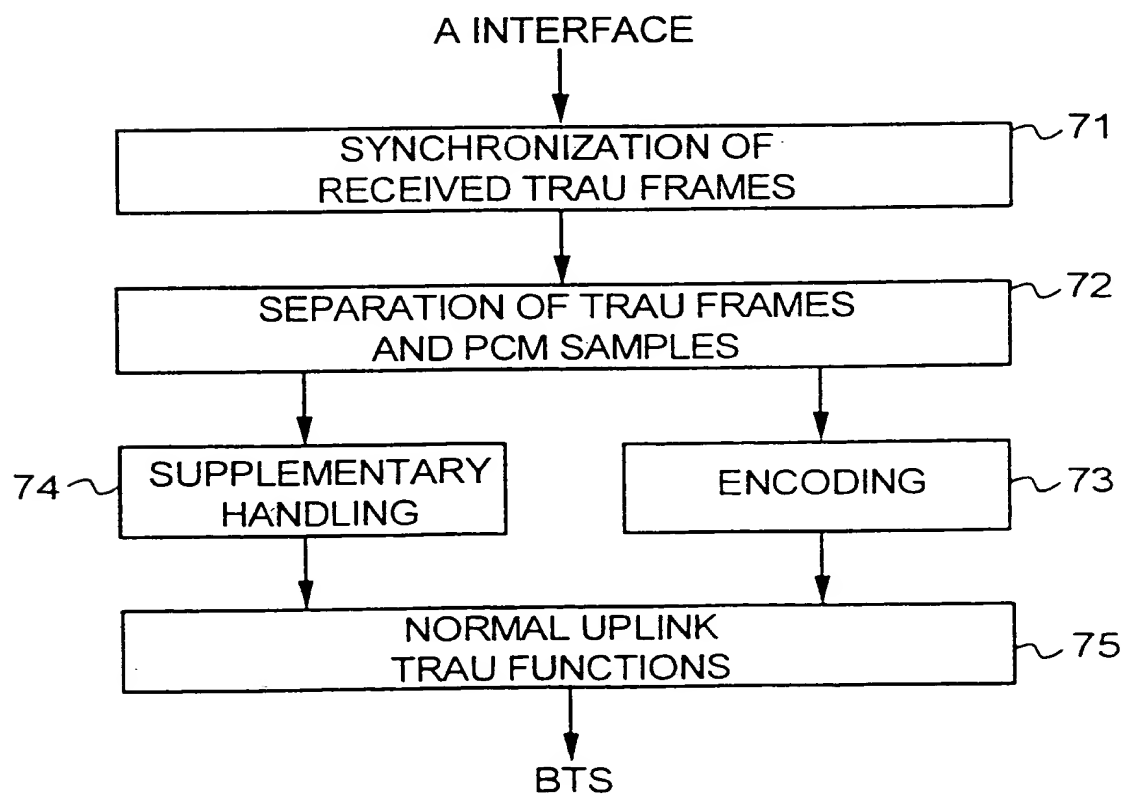 A INTERFACE
71
SYNCHRONIZATION OF
RECEIVED TRAU FRAMES
72
SEPARATION OF TRAU FRAMES
AND PCM SAMPLES
74
SUPPLEMENTARY
HANDLING
ENCODING
73
NORMAL UPLINK
TRAU FUNCTIONS
75
BTS